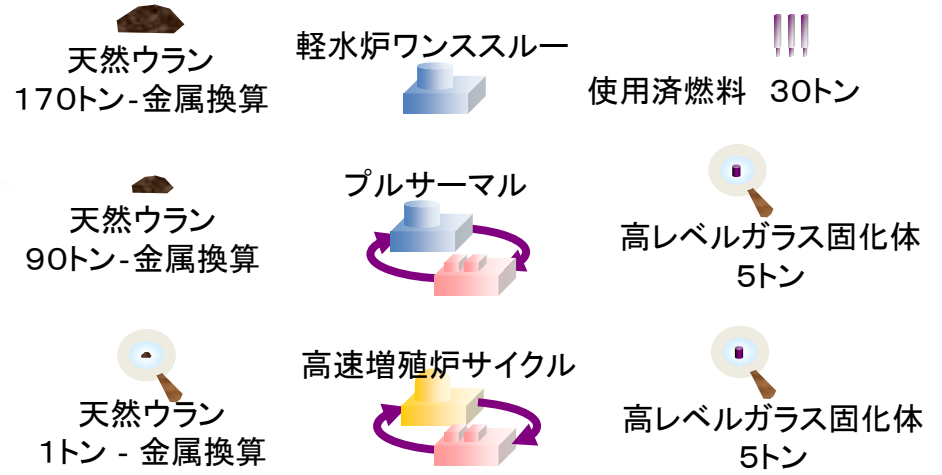 天然ウラン
170トン-金属換算
軽水炉ワンススルー
使用済燃料 30トン
天然ウラン
90トン-金属換算
プルサーマル
高レベルガラス固化体
5トン
天然ウラン
1トン - 金属換算
高速増殖炉サイクル
高レベルガラス固化体
5トン